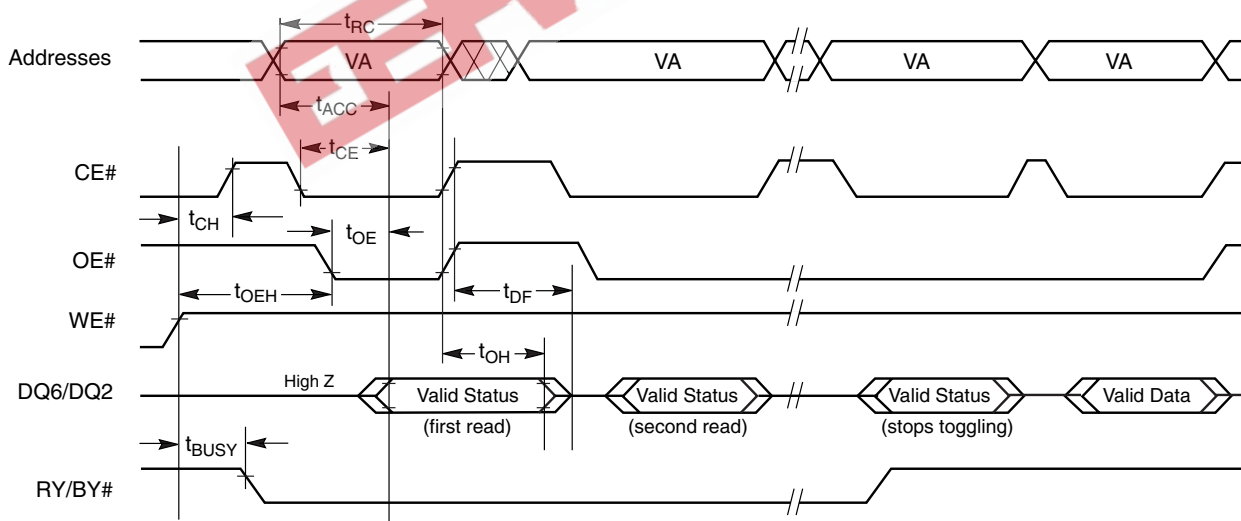 tRC
Addresses VA VA VA VA
tACC
tCE
CE#
tCH
tOE
OE#
tOEH
tDF
WE#
tOH
DQ6/DQ2 High Z Valid Status Valid Status Valid Status Valid Data
(first read) (second read) (stops toggling)
tBUSY
RY/BY#